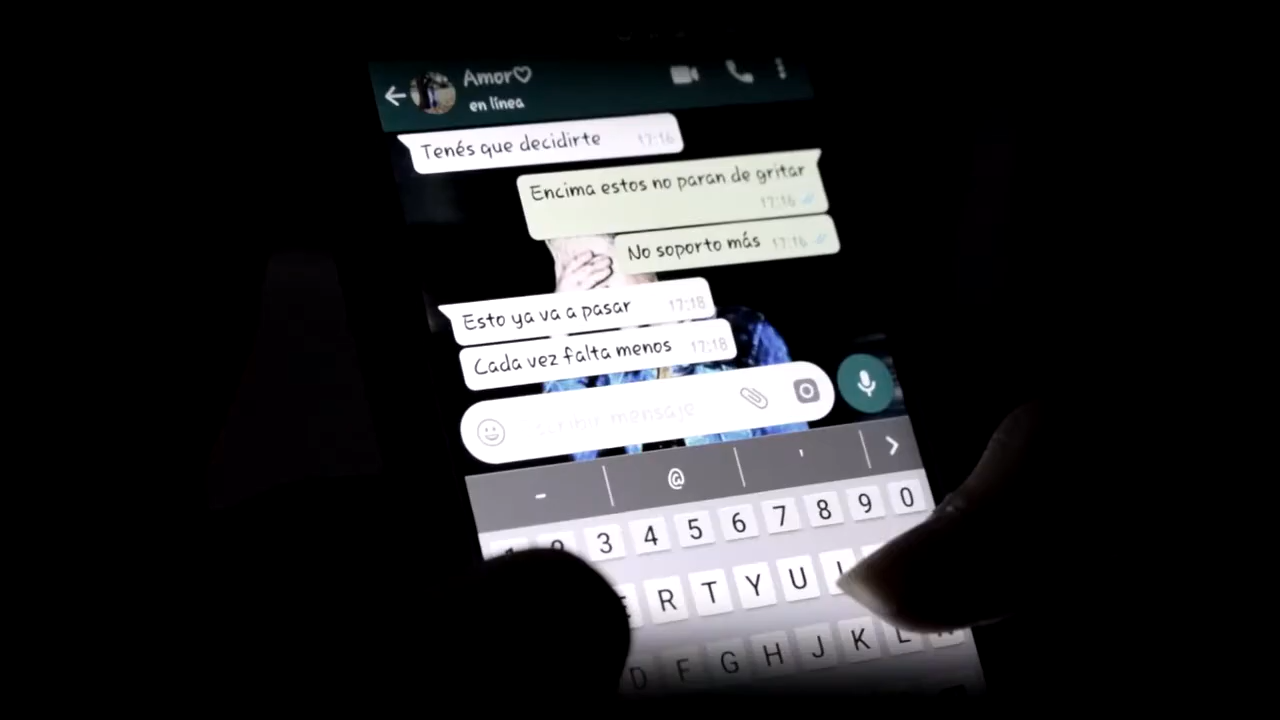 Amor♡
en línea
Tenés que decidirte 17:16
Encima estos no paran de gritar
17:16
No soporto más 17:16
Esto ya va a pasar 17:18
Cada vez falta menos 17:18
mensaje
- @ '
3 4 5 6 7 8 9 0
R T Y U
D F G H J K L